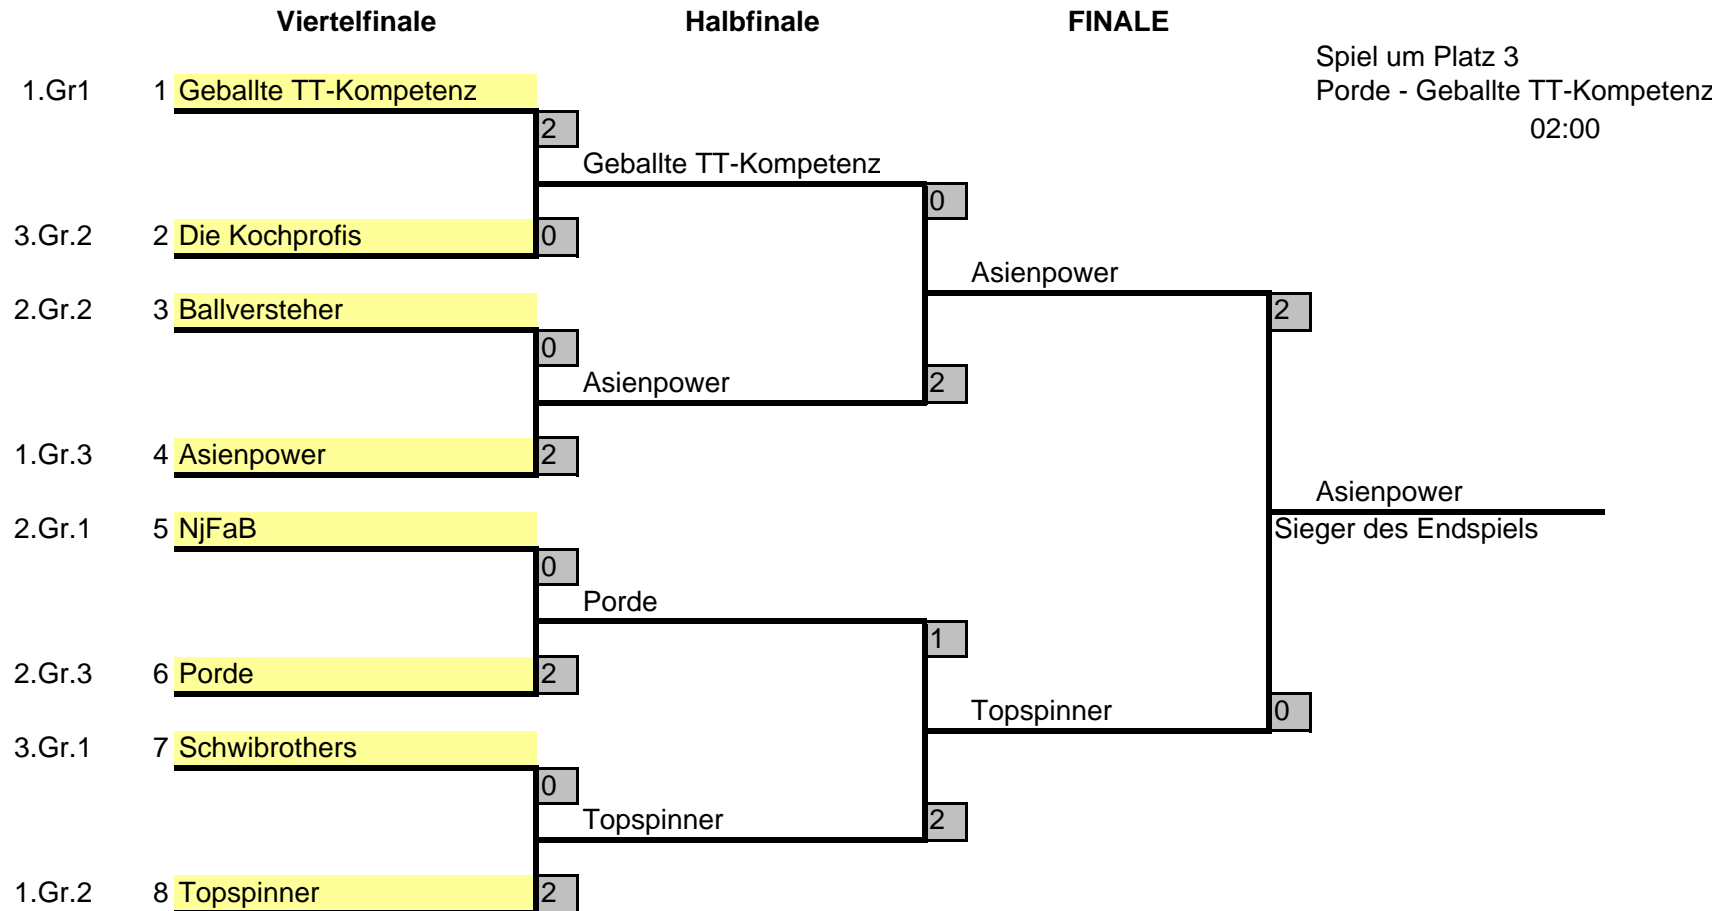 Viertelfinale Halbfinale FINALE
Spiel um Platz 3
1.Gr1 1 Geballte TT-Kompetenz Porde - Geballte TT-Kompetenz
2 02:00
Geballte TT-Kompetenz
0
3.Gr.2 2 Die Kochprofis 0
Asienpower
2.Gr.2 3 Ballversteher 2
0
Asienpower 2
1.Gr.3 4 Asienpower 2
Asienpower
2.Gr.1 5 NjFaB Sieger des Endspiels
0
Porde
1
2.Gr.3 6 Porde 2
Topspinner 0
3.Gr.1 7 Schwibrothers
0
Topspinner 2
1.Gr.2 8 Topspinner 2